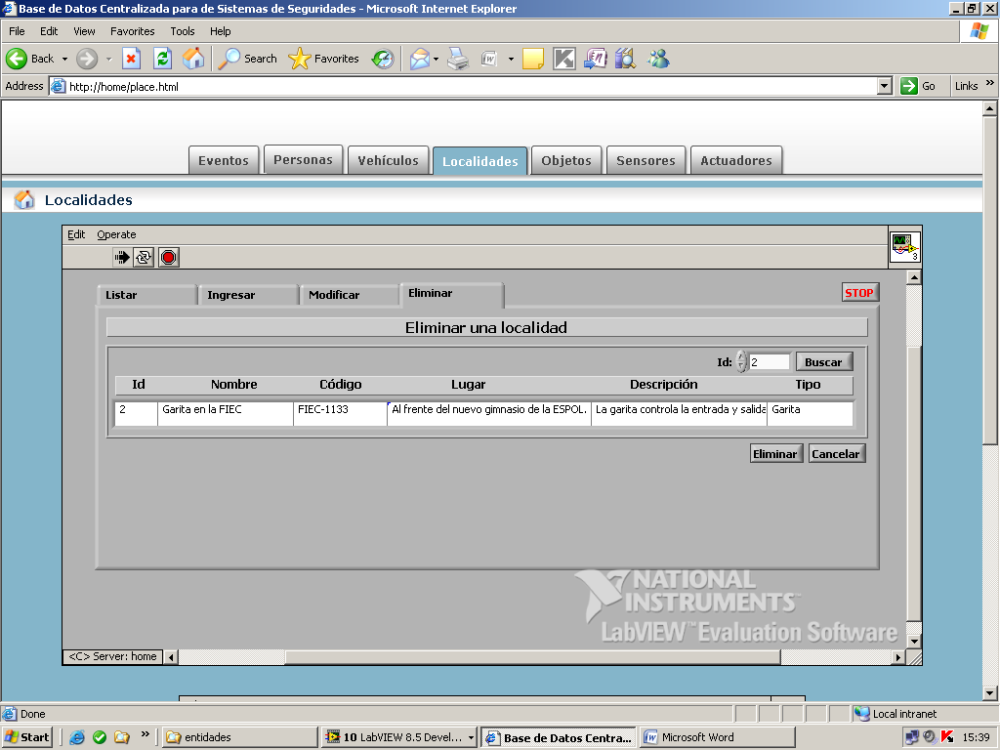 Base de Datos Centralizada para de Sistemas de Seguridades - Microsoft Internet Explorer
File Edit View Favorites Tools Help
Back Search Favorites
Address http://home/place.html Go Links »
Eventos Personas Vehículos Localidades Objetos Sensores Actuadores
Localidades
Edit Operate
3
Listar Ingresar Modificar Eliminar STOP
Eliminar una localidad
Id: 2 Buscar
Id Nombre Código Lugar Descripción Tipo
2 Garita en la FIEC FIEC-1133 Al frente del nuevo gimnasio de la ESPOL. La garita controla la entrada y salida Garita
Eliminar Cancelar
NATIONAL
INSTRUMENTS™
LabVIEW™ Evaluation Software
<C> Server: home
Done Local intranet
Start » entidades 10 LabVIEW 8.5 Devel... Base de Datos Centra... Microsoft Word 15:39